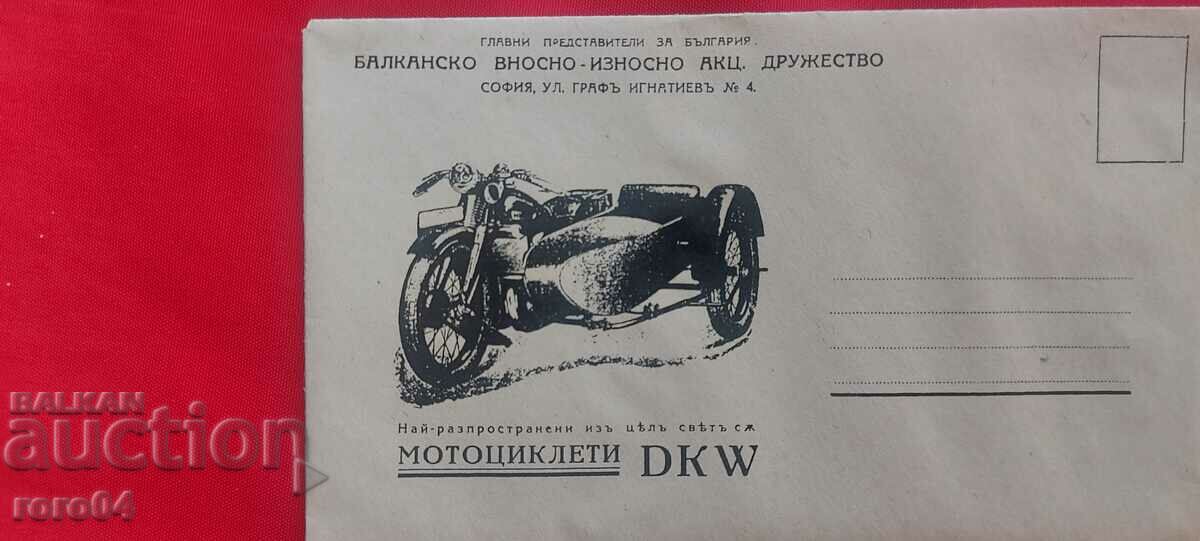 ГЛАВНИ ПРЕДСТАВИТЕЛИ ЗА БЪЛГАРИЯ.
БАЛКАНСКО ВНОСНО-ИЗНОСНО АКЦ. ДРУЖЕСТВО
СОФИЯ, УЛ. ГРАФЪ ИГНАТИЕВЪ № 4.
Най-разпространени изъ цѣлъ свѣтъ сѫ
МОТОЦИКЛЕТИ DKW
BALKAN
auction
roro04